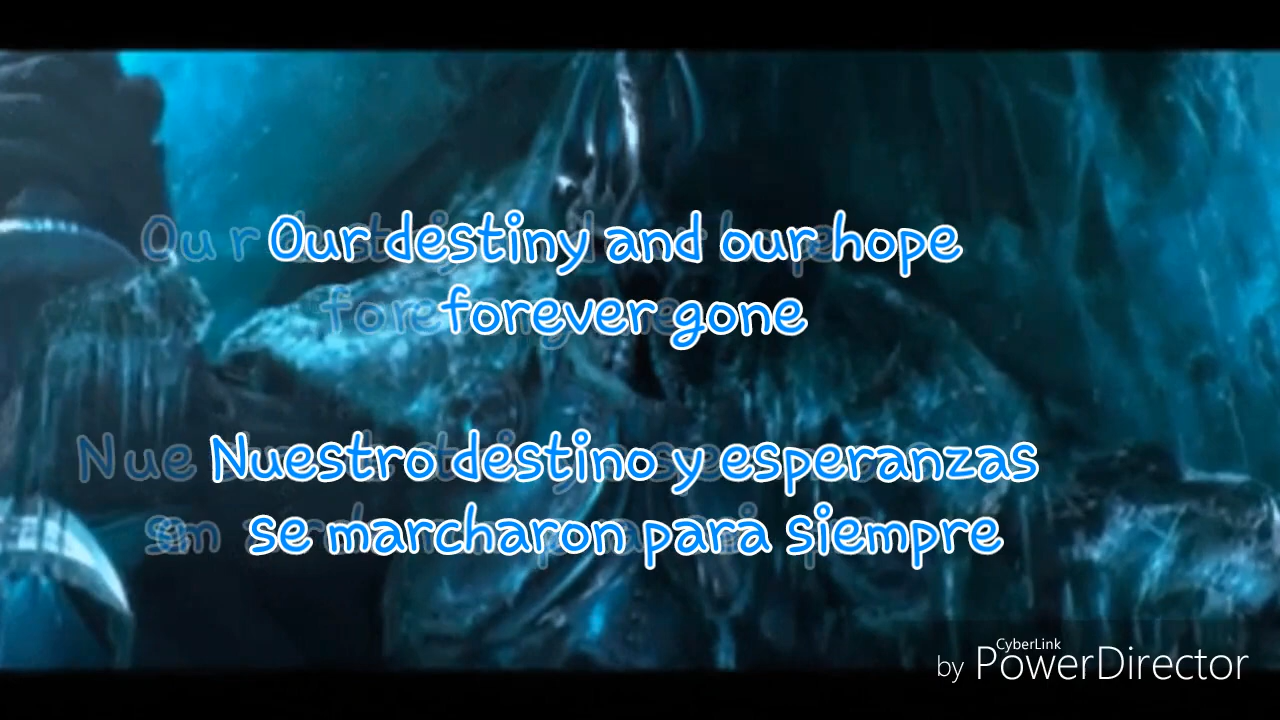 Our destiny and our hope
forever gone
Nuestro destino y esperanzas
se marcharon para siempre
CyberLink
by PowerDirector